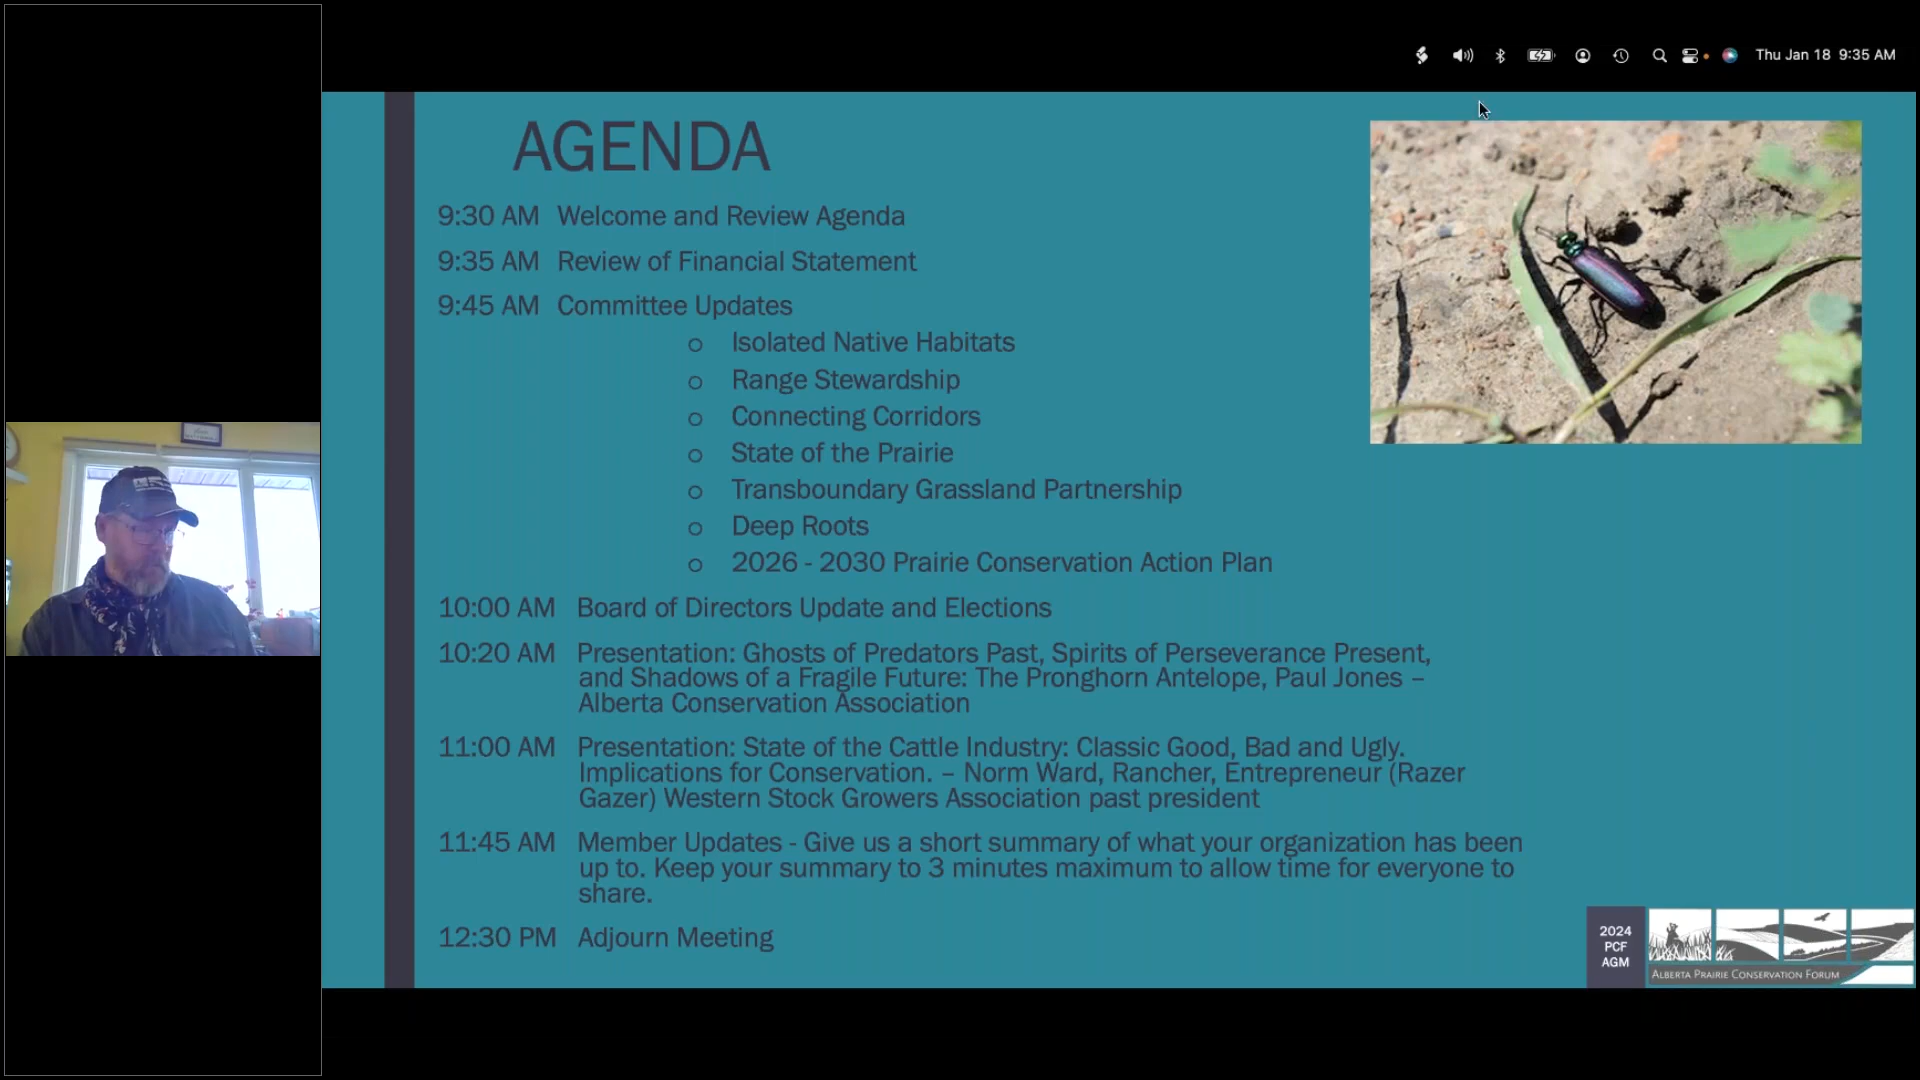 Thu Jan 18 9:35 AM
AGENDA
9:30 AM Welcome and Review Agenda
9:35 AM Review of Financial Statement
9:45 AM Committee Updates
o Isolated Native Habitats
o Range Stewardship
o Connecting Corridors
o State of the Prairie
o Transboundary Grassland Partnership
o Deep Roots
o 2026 - 2030 Prairie Conservation Action Plan
10:00 AM Board of Directors Update and Elections
10:20 AM Presentation: Ghosts of Predators Past, Spirits of Perseverance Present,
and Shadows of a Fragile Future: The Pronghorn Antelope, Paul Jones –
Alberta Conservation Association
11:00 AM Presentation: State of the Cattle Industry: Classic Good, Bad and Ugly.
Implications for Conservation. – Norm Ward, Rancher, Entrepreneur (Razer
Gazer) Western Stock Growers Association past president
11:45 AM Member Updates - Give us a short summary of what your organization has been
up to. Keep your summary to 3 minutes maximum to allow time for everyone to
share.
12:30 PM Adjourn Meeting
2024
PCF
AGM
ALBERTA PRAIRIE CONSERVATION FORUM